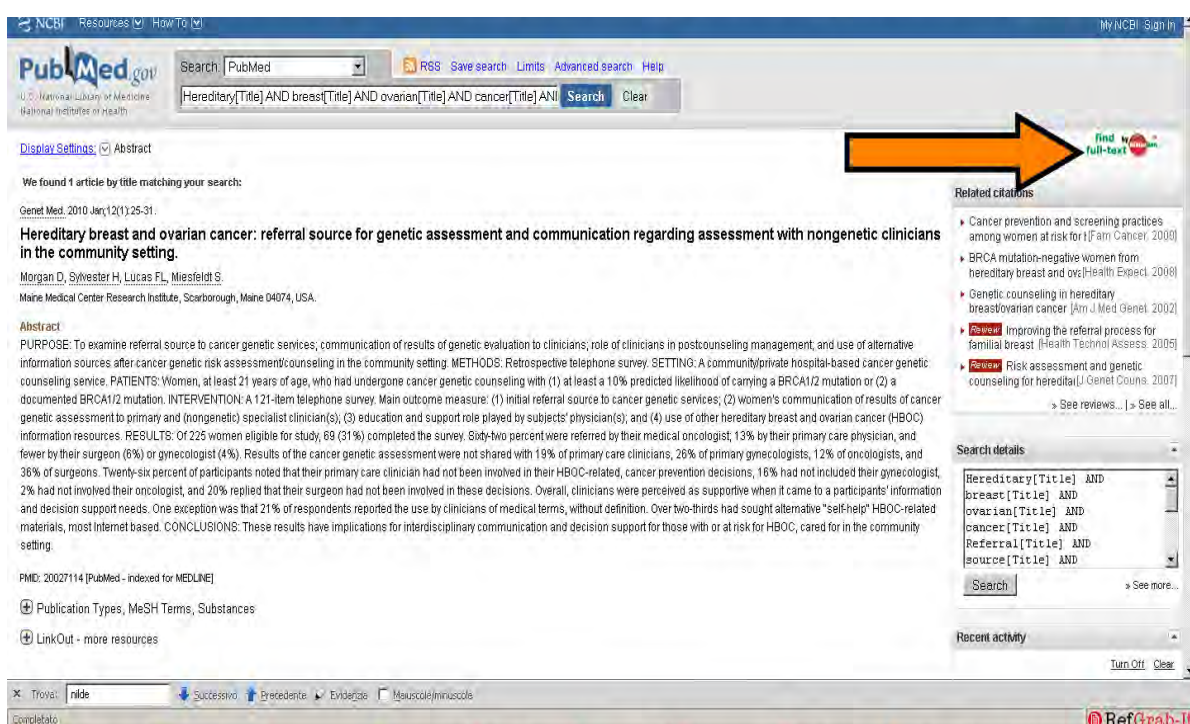 NCBI Resources How To My NCBI Sign In
PubMed.gov
U.S. National Library of Medicine
National Institutes of Health
Search: PubMed
RSS Save search Limits Advanced search Help
Hereditary[Title] AND breast[Title] AND ovarian[Title] AND cancer[Title] AND
Search Clear
Display Settings: Abstract
find full-text by
We found 1 article by title matching your search:
Genet Med. 2010 Jan;12(1):25-31.
Hereditary breast and ovarian cancer: referral source for genetic assessment and communication regarding assessment with nongenetic clinicians
in the community setting.
Morgan D, Sylvester H, Lucas FL, Miesfeldt S.
Maine Medical Center Research Institute, Scarborough, Maine 04074, USA.
Abstract
PURPOSE: To examine referral source to cancer genetic services; communication of results of genetic evaluation to clinicians; role of clinicians in postcounseling management; and use of alternative
information sources after cancer genetic risk assessment/counseling in the community setting. METHODS: Retrospective telephone survey. SETTING: A community/private hospital-based cancer genetic
counseling service. PATIENTS: Women, at least 21 years of age, who had undergone cancer genetic counseling with (1) at least a 10% predicted likelihood of carrying a BRCA1/2 mutation or (2) a
documented BRCA1/2 mutation. INTERVENTION: A 121-item telephone survey. Main outcome measure: (1) initial referral source to cancer genetic services; (2) women's communication of results of cancer
genetic assessment to primary and (nongenetic) specialist clinician(s); (3) education and support role played by subjects' physician(s); and (4) use of other hereditary breast and ovarian cancer (HBOC)
information resources. RESULTS: Of 225 women eligible for study, 69 (31%) completed the survey. Sixty-two percent were referred by their medical oncologist; 13% by their primary care physician, and
fewer by their surgeon (6%) or gynecologist (4%). Results of the cancer genetic assessment were not shared with 19% of primary care clinicians, 26% of primary gynecologists, 12% of oncologists, and
36% of surgeons. Twenty-six percent of participants noted that their primary care clinician had not been involved in their HBOC-related, cancer prevention decisions, 16% had not included their gynecologist,
2% had not involved their oncologist, and 20% replied that their surgeon had not been involved in these decisions. Overall, clinicians were perceived as supportive when it came to a participants' information
and decision support needs. One exception was that 21% of respondents reported the use by clinicians of medical terms, without definition. Over two-thirds had sought alternative "self-help" HBOC-related
materials, most Internet based. CONCLUSIONS: These results have implications for interdisciplinary communication and decision support for those with or at risk for HBOC, cared for in the community
setting.
PMID: 20027114 [PubMed - indexed for MEDLINE]
Publication Types, MeSH Terms, Substances
LinkOut - more resources
Related citations
Cancer prevention and screening practices
among women at risk for [Fam Cancer. 2008]
BRCA mutation-negative women from
hereditary breast and ova [Health Expect. 2008]
Genetic counseling in hereditary
breast/ovarian cancer [Am J Med Genet. 2002]
Review Improving the referral process for
familial breast [Health Technol Assess. 2005]
Review Risk assessment and genetic
counseling for heredita [J Genet Couns. 2007]
» See reviews... | » See all...
Search details
Hereditary[Title] AND
breast[Title] AND
ovarian[Title] AND
cancer[Title] AND
Referral[Title] AND
source[Title] AND
Search » See more...
Recent activity
Turn Off Clear
Trova: nilde Successivo Precedente Evidenzia Maiuscole/minuscole
Completato RefGrab-I